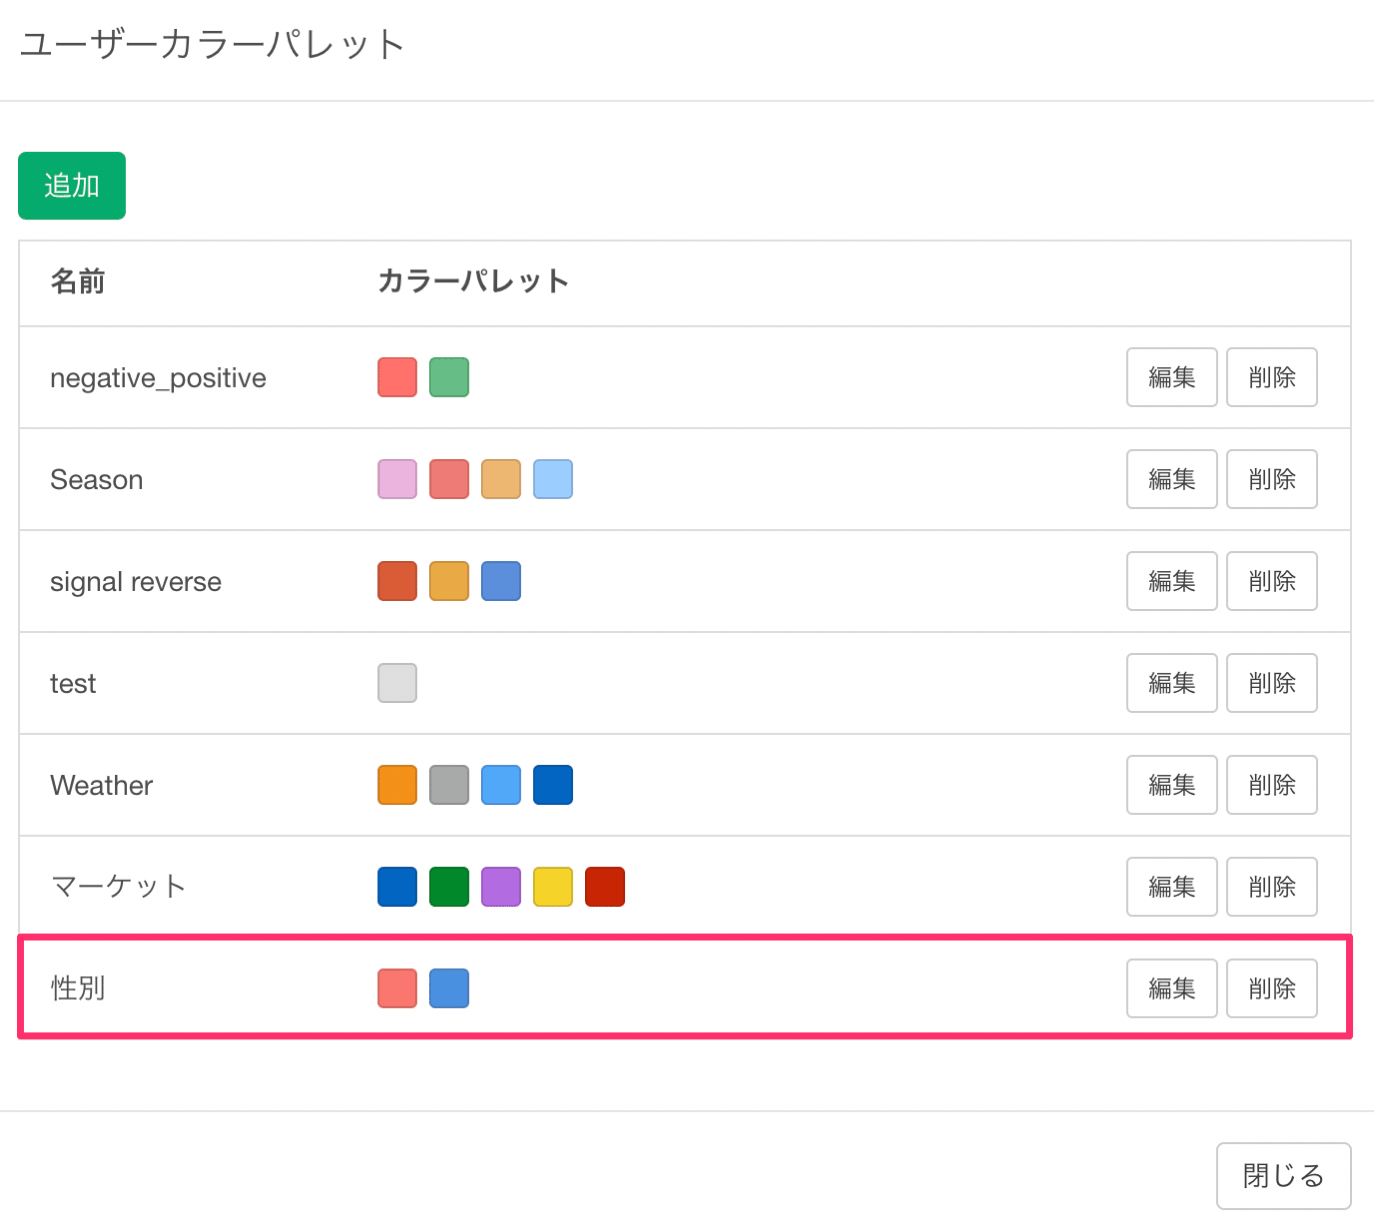 ユーザーカラーパレット
追加
名前 カラーパレット
negative_positive 編集 削除
Season 編集 削除
signal reverse 編集 削除
test 編集 削除
Weather 編集 削除
マーケット 編集 削除
性別 編集 削除
閉じる